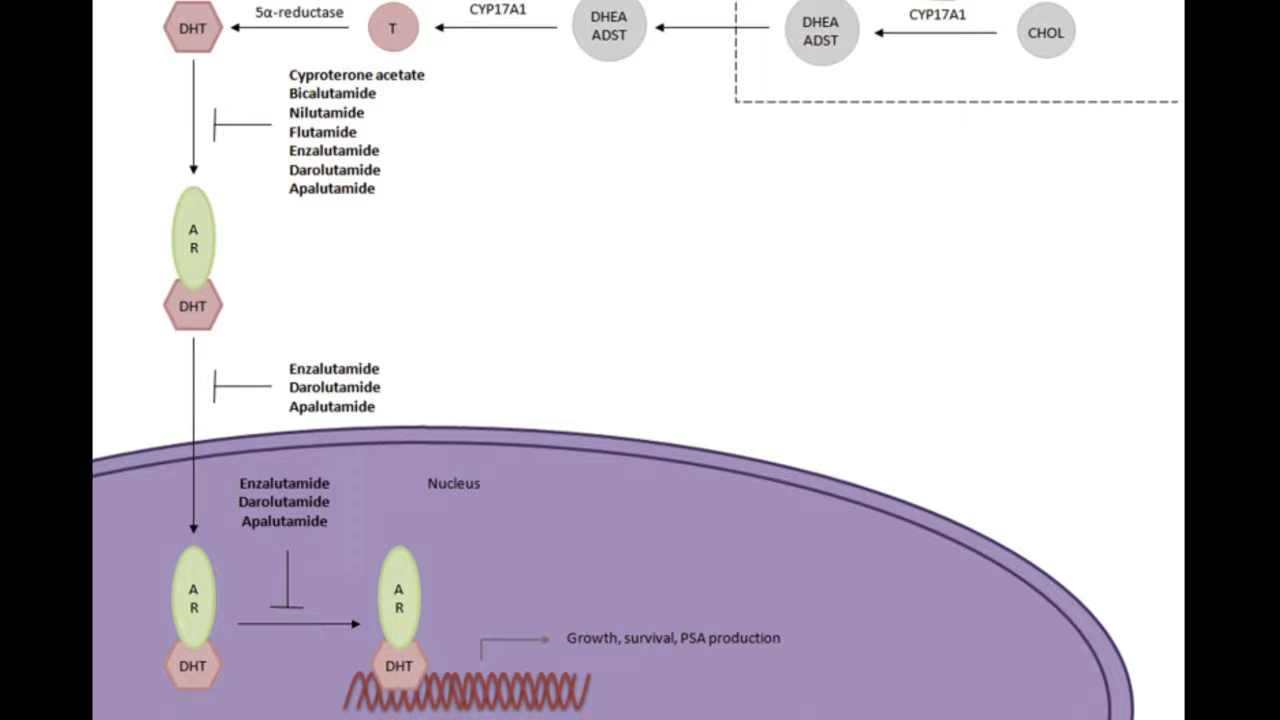 DHT
5α-reductase
T
CYP17A1
DHEA
ADST
DHEA
ADST
CYP17A1
CHOL
Cyproterone acetate
Bicalutamide
Nilutamide
Flutamide
Enzalutamide
Darolutamide
Apalutamide
A
R
DHT
Enzalutamide
Darolutamide
Apalutamide
Enzalutamide
Darolutamide
Apalutamide
Nucleus
A
R
DHT
A
R
DHT
Growth, survival, PSA production